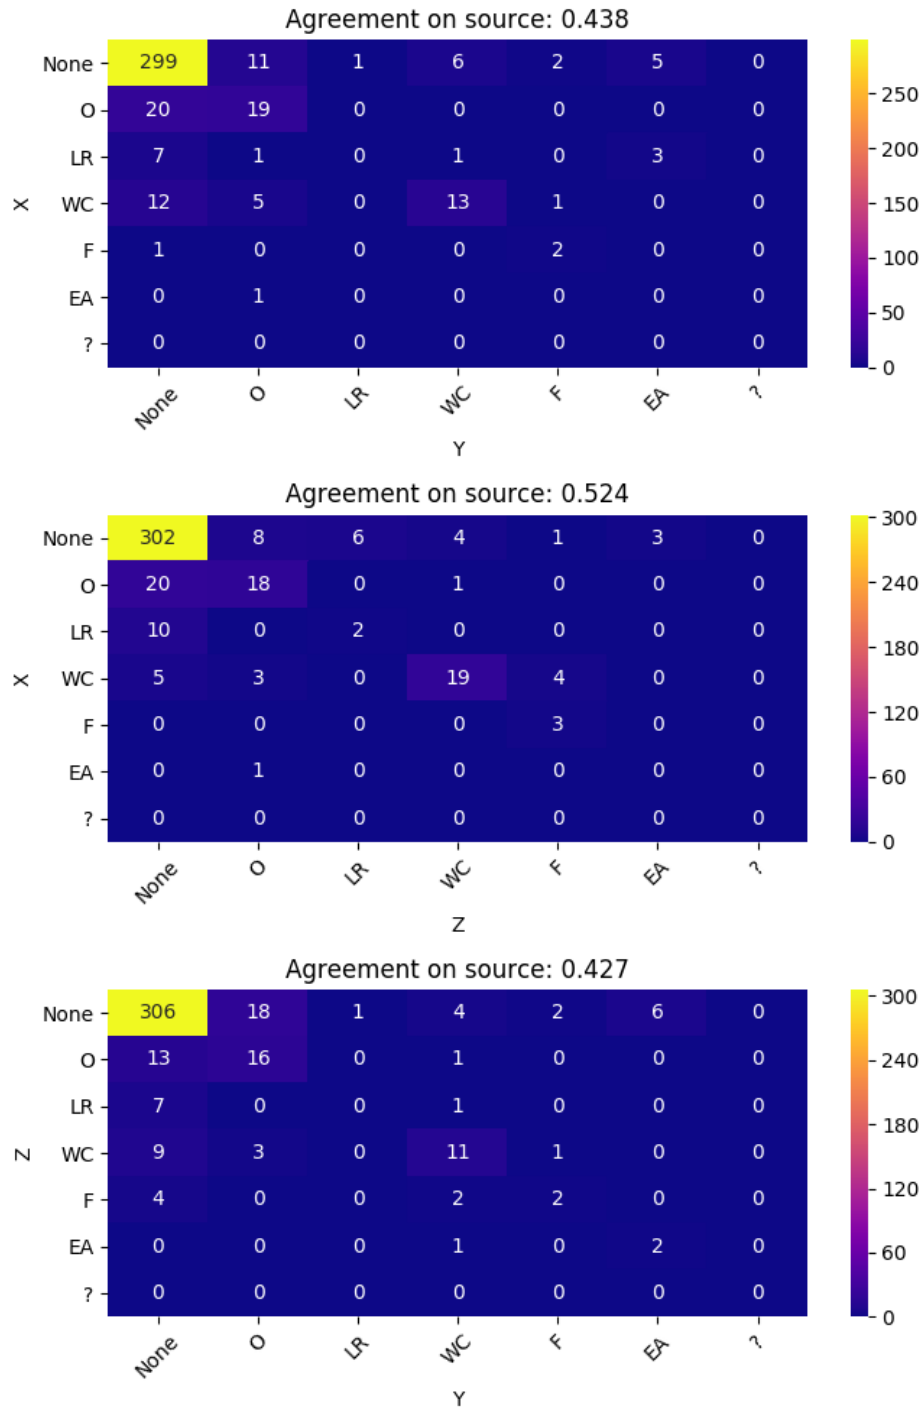 Agreement on source: 0.438
None 299 11 1 6 2 5 0
O 20 19 0 0 0 0 0
LR 7 1 0 1 0 3 0
WC 12 5 0 13 1 0 0
F 1 0 0 0 2 0 0
EA 0 1 0 0 0 0 0
? 0 0 0 0 0 0 0
X
None O LR WC F EA ?
Y
250
200
150
100
50
0
Agreement on source: 0.524
None 302 8 6 4 1 3 0
O 20 18 0 1 0 0 0
LR 10 0 2 0 0 0 0
WC 5 3 0 19 4 0 0
F 0 0 0 0 3 0 0
EA 0 1 0 0 0 0 0
? 0 0 0 0 0 0 0
X
None O LR WC F EA ?
Z
300
240
180
120
60
0
Agreement on source: 0.427
None 306 18 1 4 2 6 0
O 13 16 0 1 0 0 0
LR 7 0 0 1 0 0 0
WC 9 3 0 11 1 0 0
F 4 0 0 2 2 0 0
EA 0 0 0 1 0 2 0
? 0 0 0 0 0 0 0
Z
None O LR WC F EA ?
Y
300
240
180
120
60
0